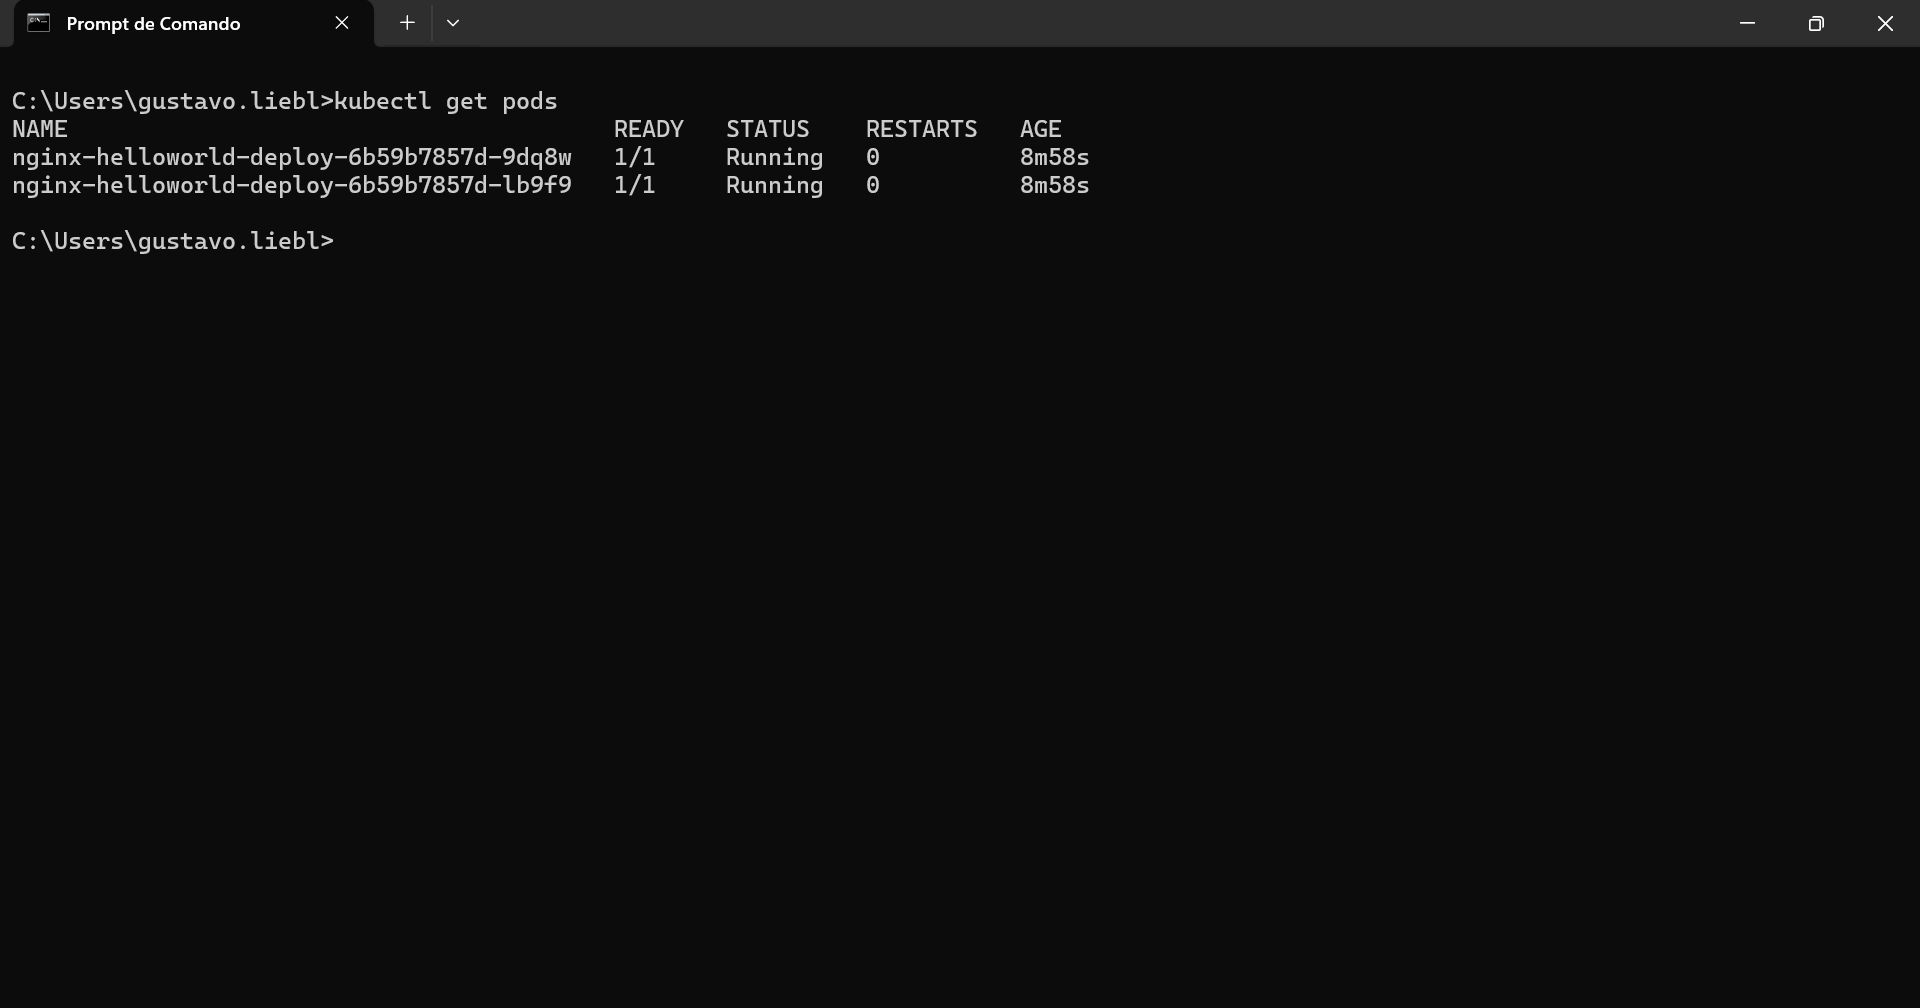 Prompt de Comando
C:\Users\gustavo.liebl>kubectl get pods
NAME                                       READY   STATUS    RESTARTS   AGE
nginx-helloworld-deploy-6b59b7857d-9dq8w   1/1     Running   0          8m58s
nginx-helloworld-deploy-6b59b7857d-lb9f9   1/1     Running   0          8m58s
C:\Users\gustavo.liebl>